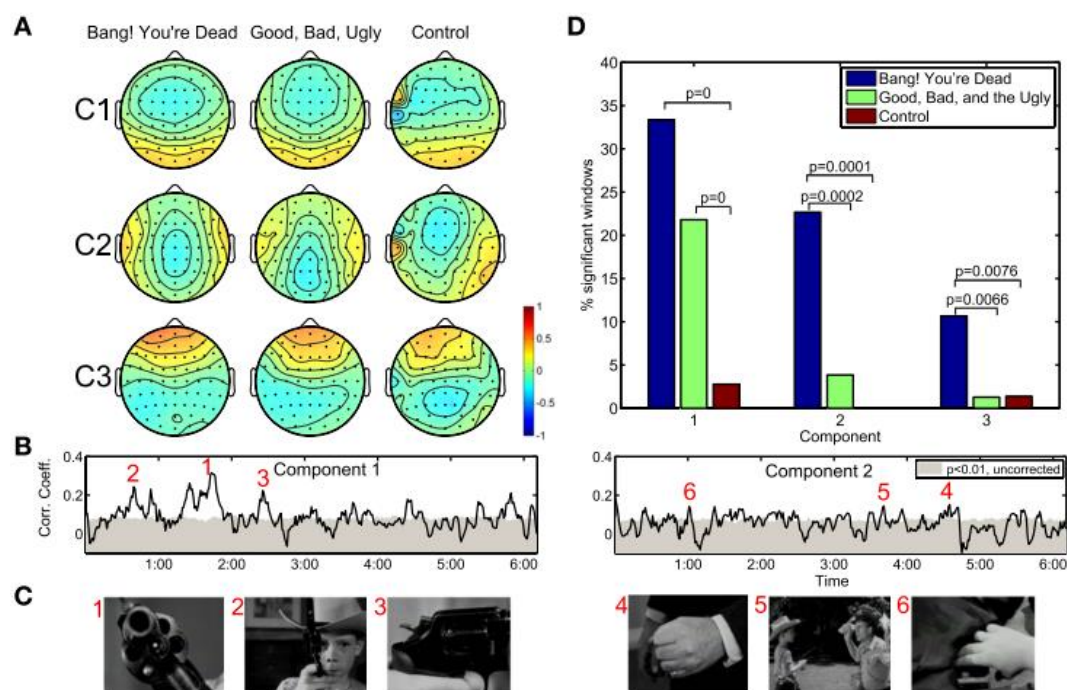 A
Bang! You're Dead Good, Bad, Ugly Control
C1
C2
C3
1
0.5
0
-0.5
-1
D
40
35
30
25
20
15
10
5
0
% significant windows
Bang! You're Dead
Good, Bad, and the Ugly
Control
p=0
p=0
p=0.0001
p=0.0002
p=0.0076
p=0.0066
1 2 3
Component
B
0.4
0.2
0
Corr. Coeff.
Component 1
2 1 3
1:00 2:00 3:00 4:00 5:00 6:00
Component 2
p<0.01, uncorrected
6 5 4
1:00 2:00 3:00 4:00 5:00 6:00
Time
C
1 2 3 4 5 6